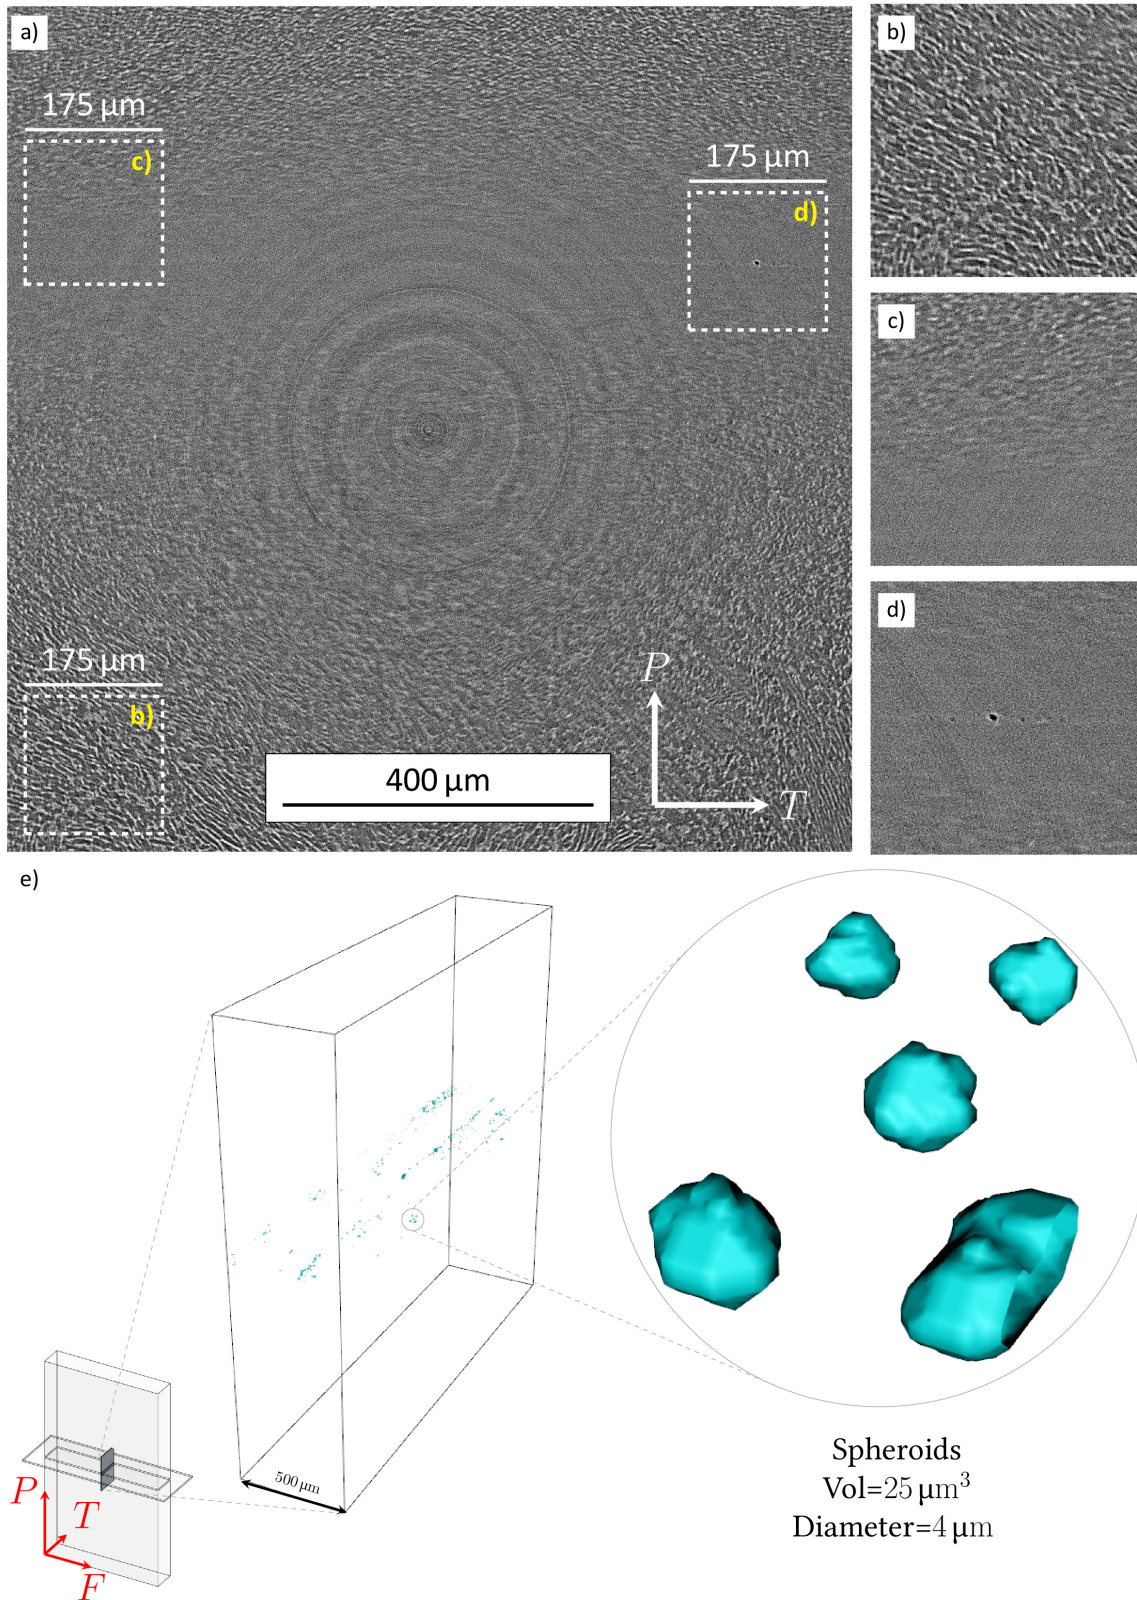 a)
175 µm
c)
175 µm
d)
175 µm
b)
400 µm
P
T
b)
c)
d)
e)
500 µm
P
T
F
Spheroids
Vol=25 µm³
Diameter=4 µm